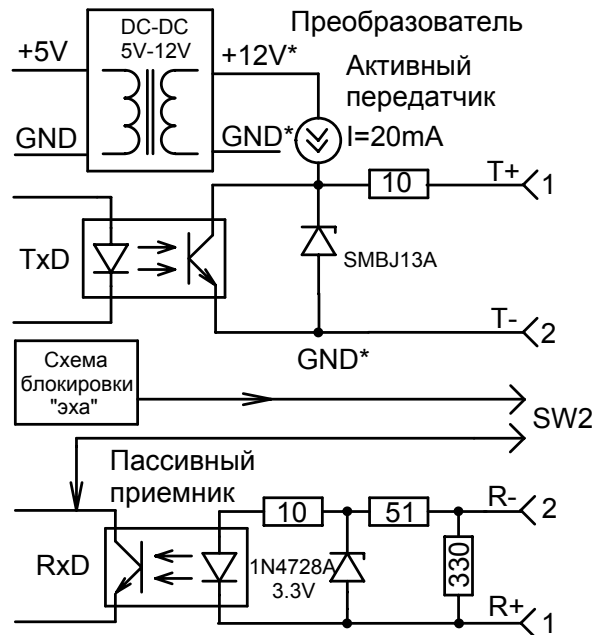 DC-DC
5V-12V
Преобразователь
+5V
+12V*
Активный
передатчик
GND
GND*
I=20mA
10
T+
1
TxD
SMBJ13A
T-
2
GND*
Схема
блокировки
"эха"
SW2
Пассивный
приемник
10
51
R-
2
RxD
1N4728A
3.3V
330
R+
1